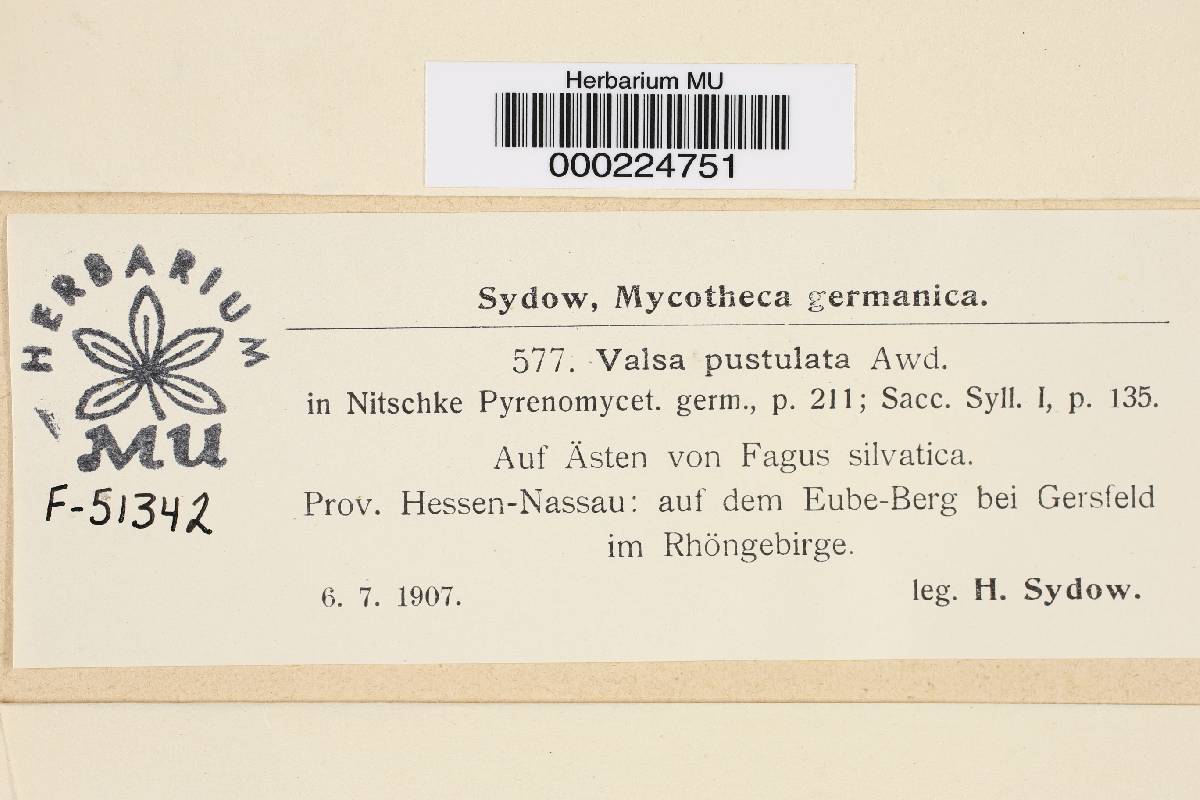 Herbarium MU
000224751
HERBARIUM
MU
F-51342
Sydow, Mycotheca germanica.
577. Valsa pustulata Awd.
in Nitschke Pyrenomycet. germ., p. 211; Sacc. Syll. I, p. 135.
Auf Ästen von Fagus silvatica.
Prov. Hessen-Nassau: auf dem Eube-Berg bei Gersfeld
im Rhöngebirge.
6. 7. 1907.
leg. H. Sydow.